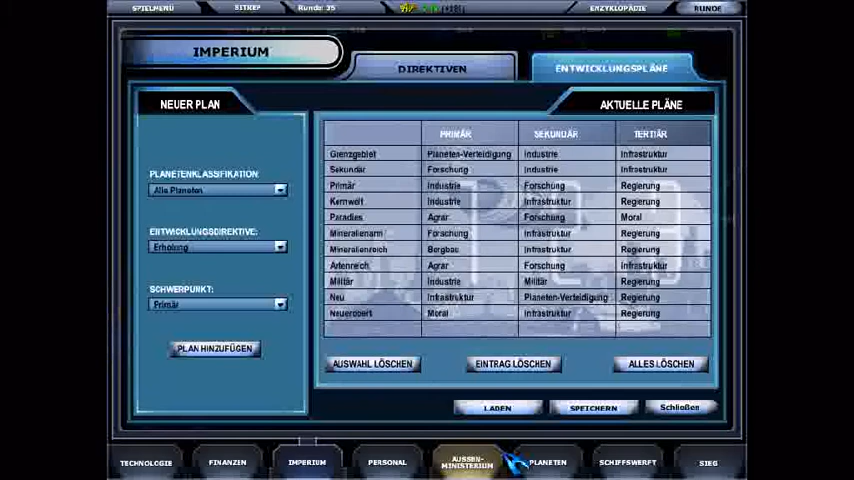 SPIELMENÜ SITREP Runde: 35 ENZYKLOPÄDIE RUNDE
IMPERIUM
DIREKTIVEN ENTWICKLUNGSPLÄNE
NEUER PLAN
AKTUELLE PLÄNE
PLANETENKLASSIFIKATION:
Alle Planeten
ENTWICKLUNGSDIREKTIVE:
Erholung
SCHWERPUNKT:
Primär
PLAN HINZUFÜGEN
PRIMÄR SEKUNDÄR TERTIÄR
Grenzgebiet Planeten-Verteidigung Industrie Infrastruktur
Sekundär Forschung Industrie Infrastruktur
Primär Industrie Forschung Regierung
Kernwelt Industrie Infrastruktur Regierung
Paradies Agrar Forschung Moral
Mineralienarm Forschung Infrastruktur Regierung
Mineralienreich Bergbau Infrastruktur Regierung
Artenreich Agrar Forschung Infrastruktur
Militär Industrie Militär Regierung
Neu Infrastruktur Planeten-Verteidigung Regierung
Neuerobert Moral Infrastruktur Regierung
AUSWAHL LÖSCHEN EINTRAG LÖSCHEN ALLES LÖSCHEN
LADEN SPEICHERN Schließen
TECHNOLOGIE FINANZEN IMPERIUM PERSONAL AUSSEN-
MINISTERIUM PLANETEN SCHIFFSWERFT SIEG